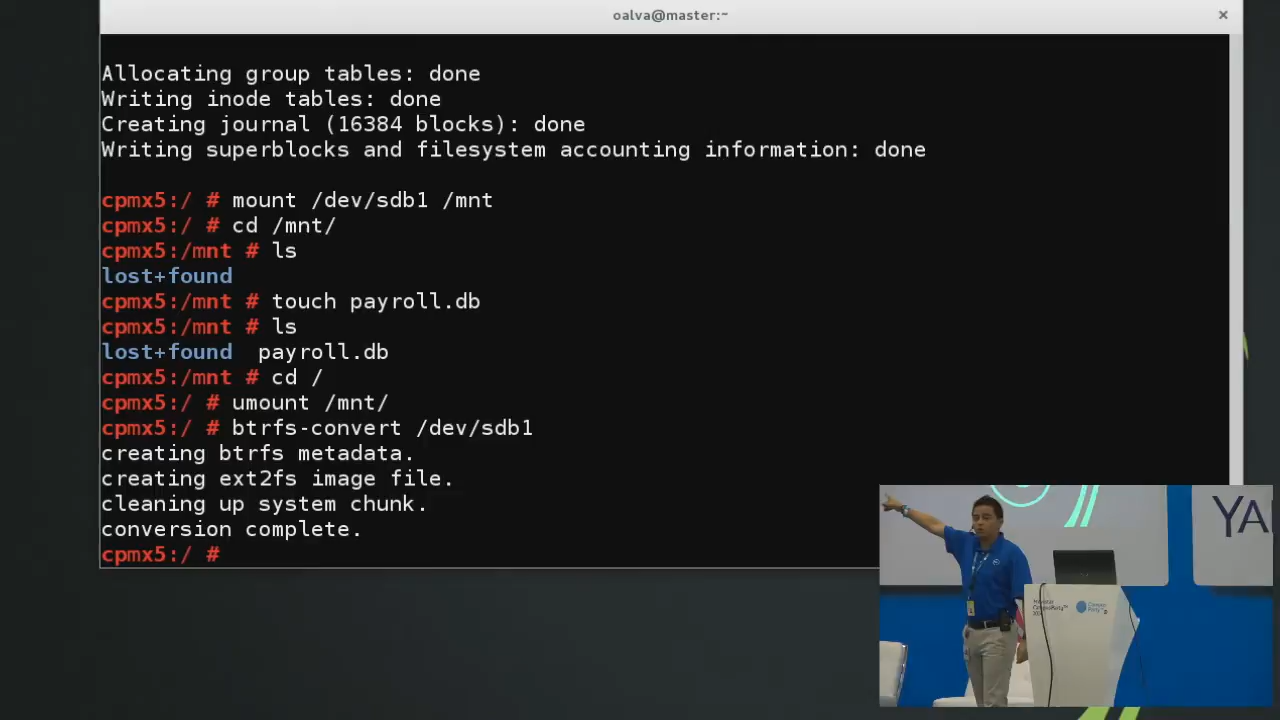 oalva@master:~
×
Allocating group tables: done
Writing inode tables: done
Creating journal (16384 blocks): done
Writing superblocks and filesystem accounting information: done
cpmx5:/ # mount /dev/sdb1 /mnt
cpmx5:/ # cd /mnt/
cpmx5:/mnt # ls
lost+found
cpmx5:/mnt # touch payroll.db
cpmx5:/mnt # ls
lost+found  payroll.db
cpmx5:/mnt # cd /
cpmx5:/ # umount /mnt/
cpmx5:/ # btrfs-convert /dev/sdb1
creating btrfs metadata.
creating ext2fs image file.
cleaning up system chunk.
conversion complete.
cpmx5:/ #
YA